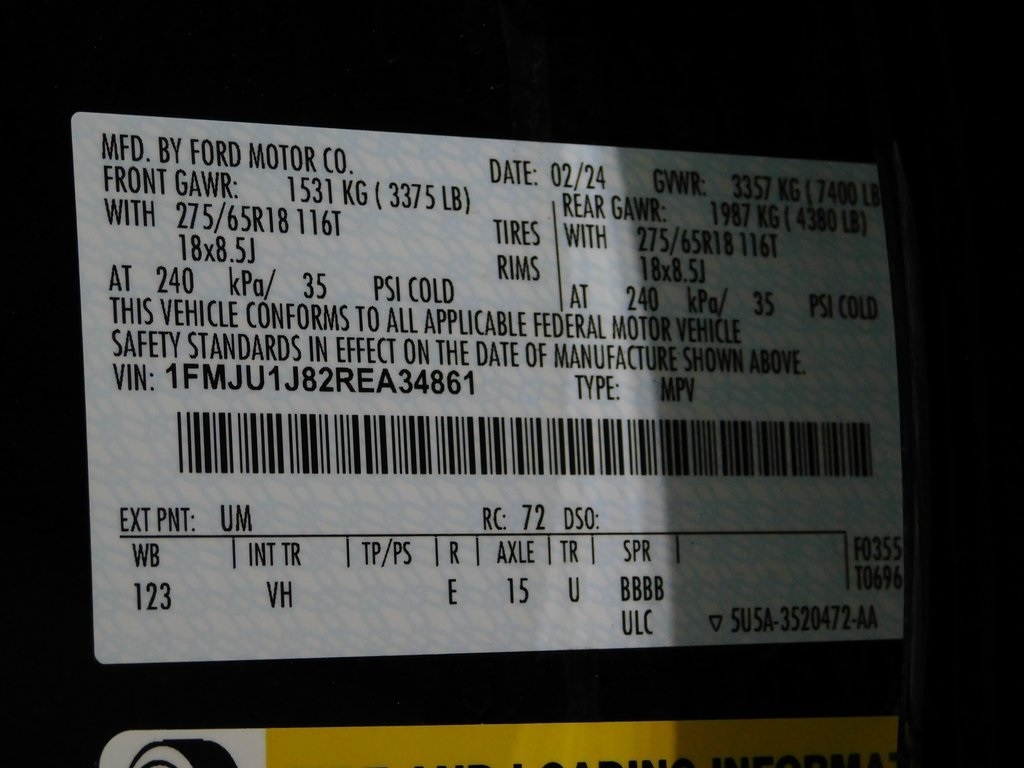 MFD. BY FORD MOTOR CO.
DATE: 02/24 GVWR: 3357 KG ( 7400 LB
FRONT GAWR: 1531 KG ( 3375 LB) REAR GAWR: 1987 KG ( 4380 LB)
WITH 275/65R18 116T TIRES WITH 275/65R18 116T
18x8.5J RIMS 18x8.5J
AT 240 kPa/ 35 PSI COLD AT 240 kPa/ 35 PSI COLD
THIS VEHICLE CONFORMS TO ALL APPLICABLE FEDERAL MOTOR VEHICLE
SAFETY STANDARDS IN EFFECT ON THE DATE OF MANUFACTURE SHOWN ABOVE.
VIN: 1FMJU1J82REA34861 TYPE: MPV
EXT PNT: UM RC: 72 DSO:
WB INT TR TP/PS R AXLE TR SPR F0355
T0696
123 VH E 15 U BBBB
ULC ▽ 5U5A-3520472-AA
AND LOADING